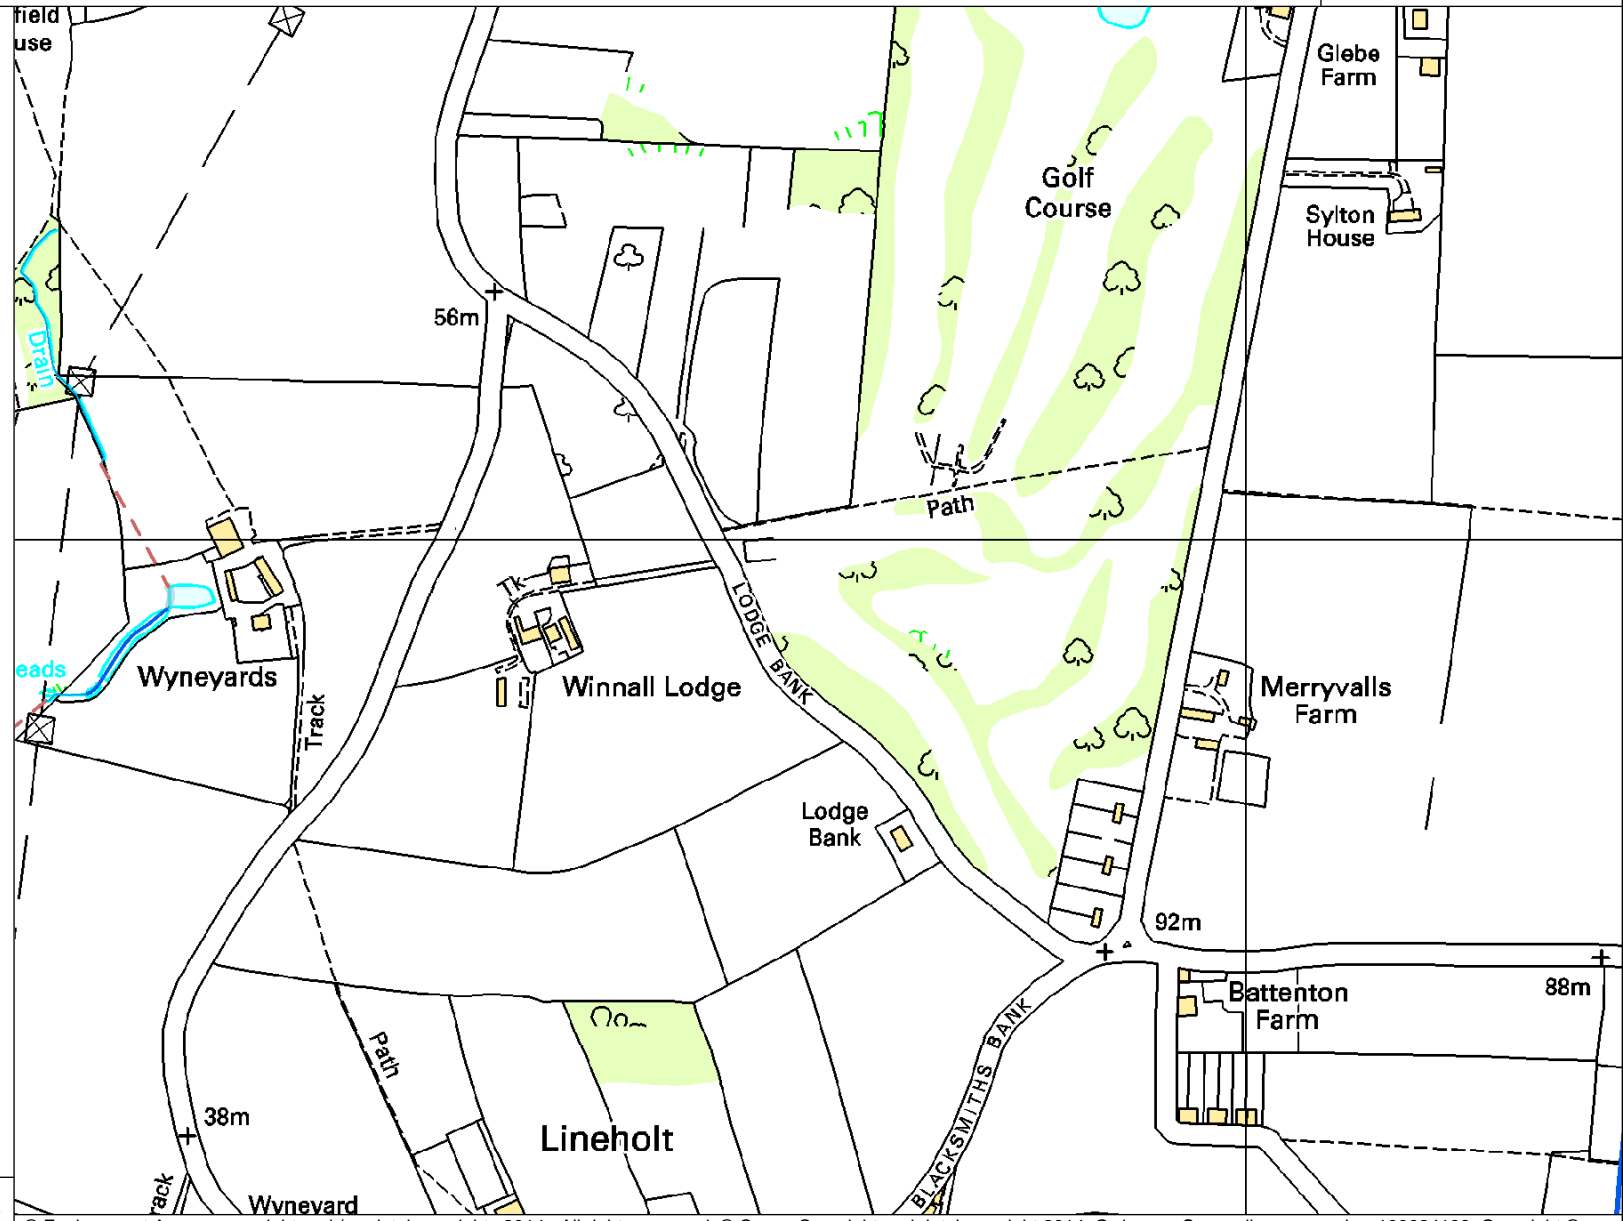 field
use
Glebe
Farm
Golf
Course
Sylton
House
56m
Drain
Path
Tk
LODGE BANK
eads
Wyneyards
Winnall Lodge
Merryvalls
Farm
Track
Lodge
Bank
92m
Battenton
Farm
88m
BLACKSMITHS BANK
Path
38m
Lineholt
rack
Wyneyard